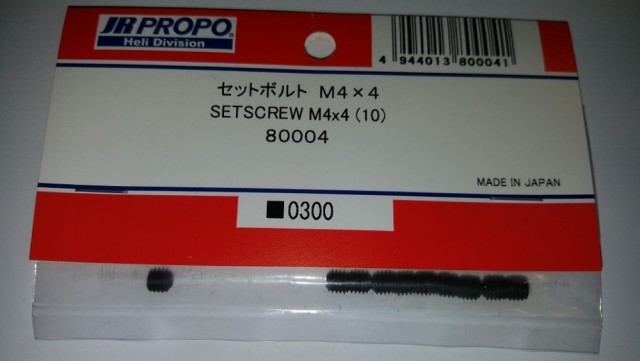 JR PROPO®
Heli Division
4 944013 800041
セットボルト M4×4
SETSCREW M4x4 (10)
80004
MADE IN JAPAN
■0300